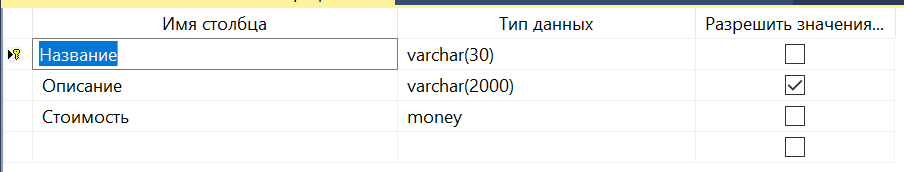 Имя столбца Тип данных Разрешить значения...
Название varchar(30)
Описание varchar(2000)
Стоимость money